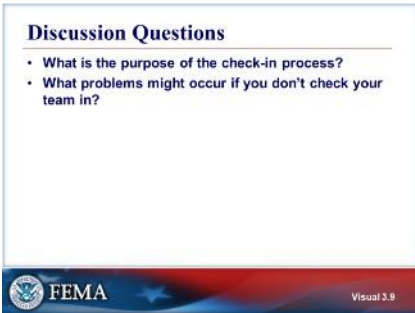 Discussion Questions
• What is the purpose of the check-in process?
• What problems might occur if you don't check your
team in?
FEMA
Visual 3.9